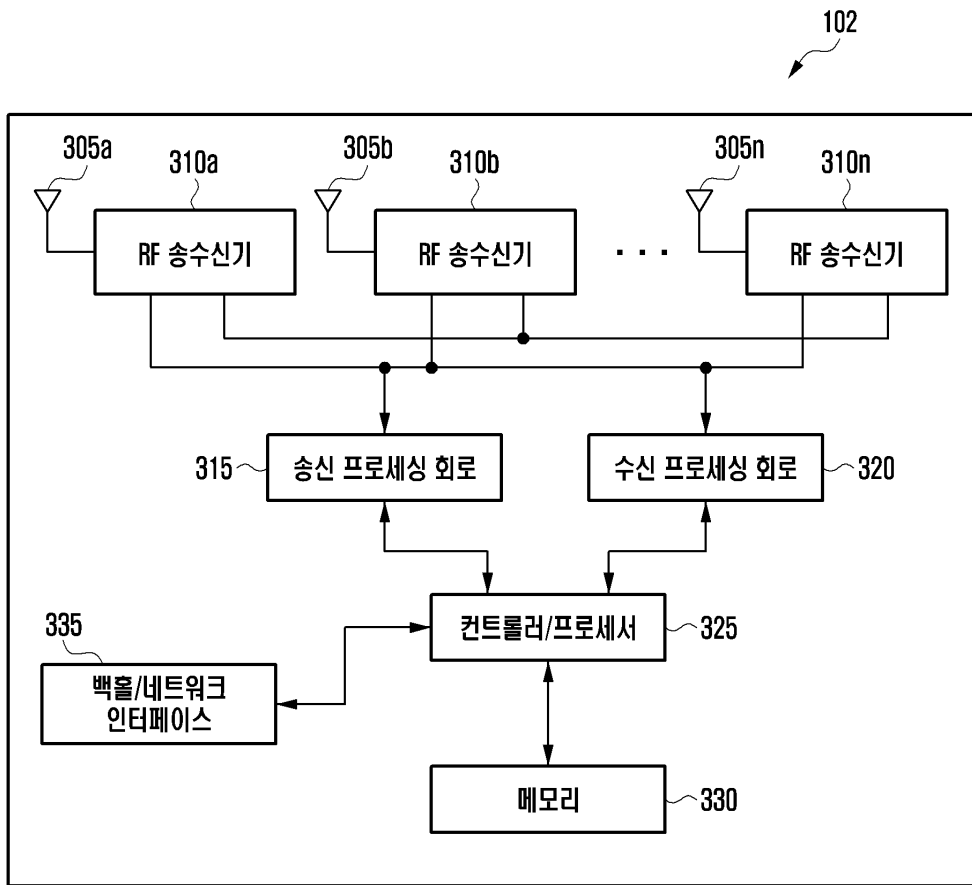 102
305a
310a
305b
310b
305n
310n
RF 송수신기
RF 송수신기
...
RF 송수신기
315
송신 프로세싱 회로
수신 프로세싱 회로
320
335
컨트롤러/프로세서
325
백홀/네트워크
인터페이스
메모리
330